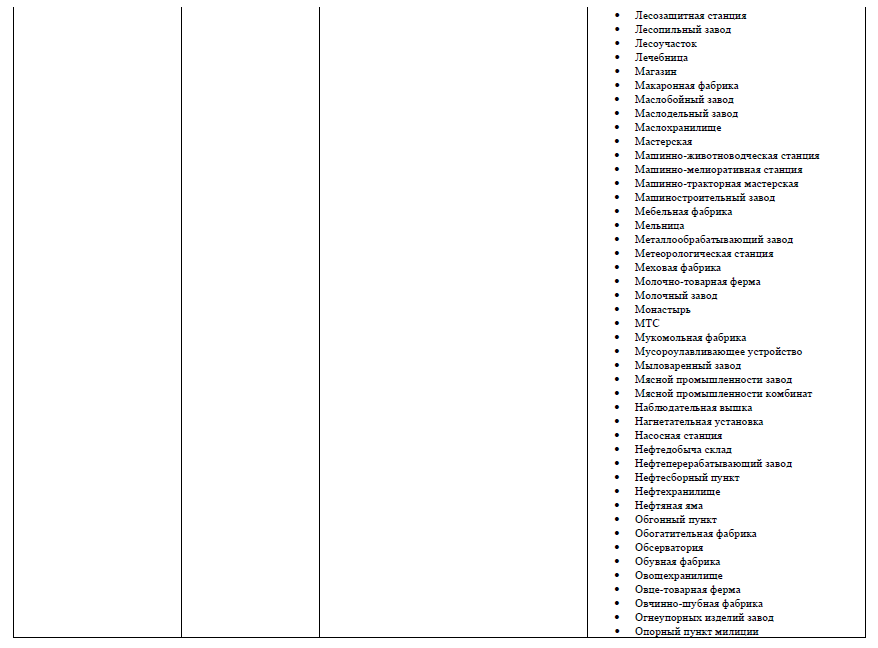 • Лесозащитная станция
• Лесопильный завод
• Лесоучасток
• Лечебница
• Магазин
• Макаронная фабрика
• Маслобойный завод
• Маслодельный завод
• Маслохранилище
• Мастерская
• Машинно-животноводческая станция
• Машинно-мелиоративная станция
• Машинно-тракторная мастерская
• Машиностроительный завод
• Мебельная фабрика
• Мельница
• Металлообрабатывающий завод
• Метеорологическая станция
• Меховая фабрика
• Молочно-товарная ферма
• Молочный завод
• Монастырь
• МТС
• Мукомольная фабрика
• Мусороулавливающее устройство
• Мыловаренный завод
• Мясной промышленности завод
• Мясной промышленности комбинат
• Наблюдательная вышка
• Нагнетательная установка
• Насосная станция
• Нефтедобыча склад
• Нефтеперерабатывающий завод
• Нефтесборный пункт
• Нефтехранилище
• Нефтяная яма
• Обгонный пункт
• Обогатительная фабрика
• Обсерватория
• Обувная фабрика
• Овощехранилище
• Овце-товарная ферма
• Овчинно-шубная фабрика
• Огнеупорных изделий завод
• Опорный пункт милиции